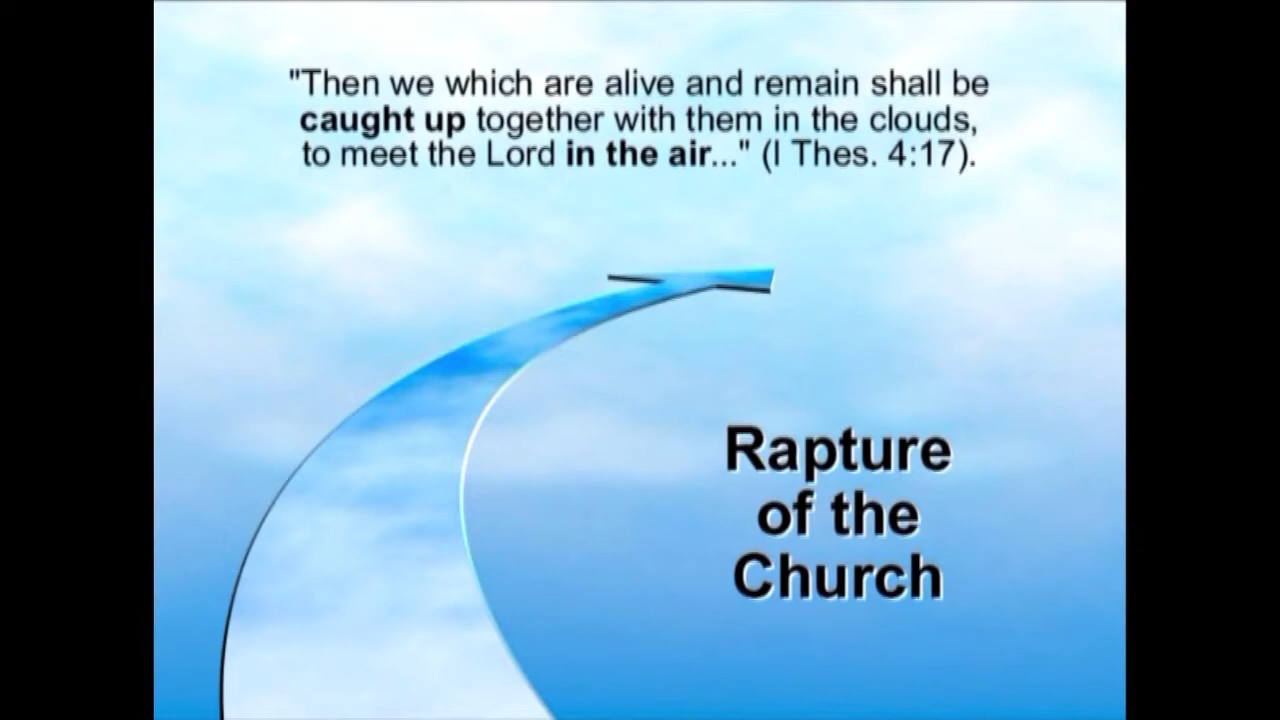 "Then we which are alive and remain shall be
caught up together with them in the clouds,
to meet the Lord in the air..." (I Thes. 4:17).
Rapture
of the
Church